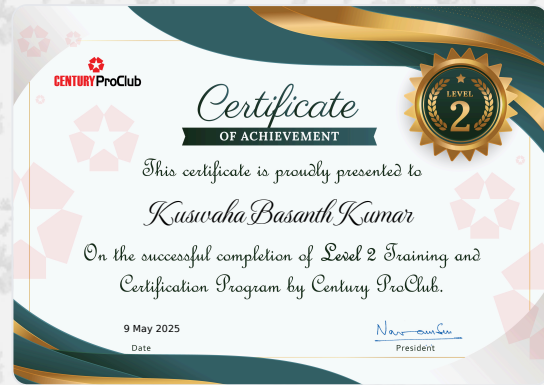 CENTURY ProClub
LEVEL
2
Certificate
OF ACHIEVEMENT
This certificate is proudly presented to
Kuswaha Basanth Kumar
On the successful completion of Level 2 Training and
Certification Program by Century ProClub.
9 May 2025
Date
President